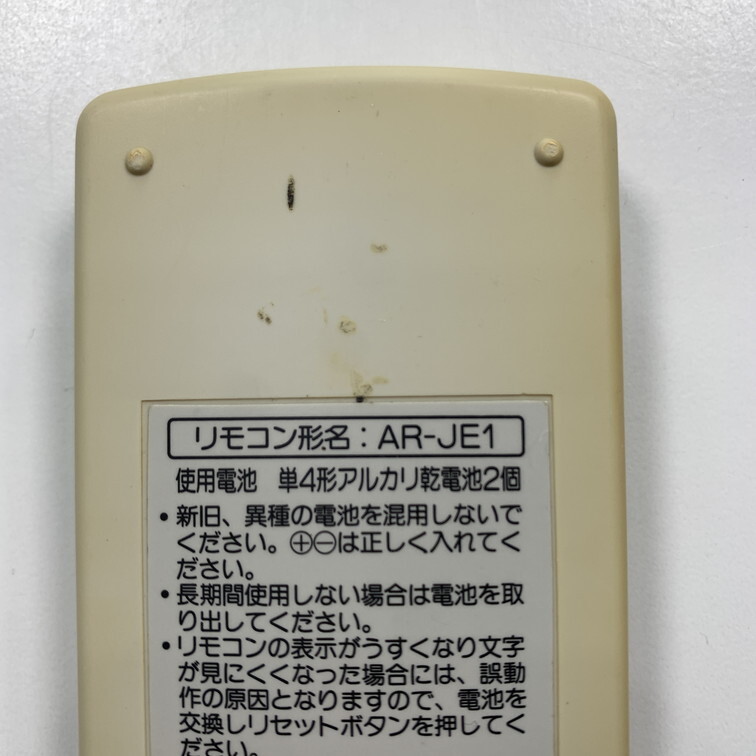 リモコン形名：AR-JE1
使用電池　単4形アルカリ乾電池2個
• 新旧、異種の電池を混用しないで
ください。⊕⊖は正しく入れてく
ださい。
• 長期間使用しない場合は電池を取
り出してください。
• リモコンの表示がうすくなり文字
が見にくくなった場合には、誤動
作の原因となりますので、電池を
交換しリセットボタンを押してく
ださい。